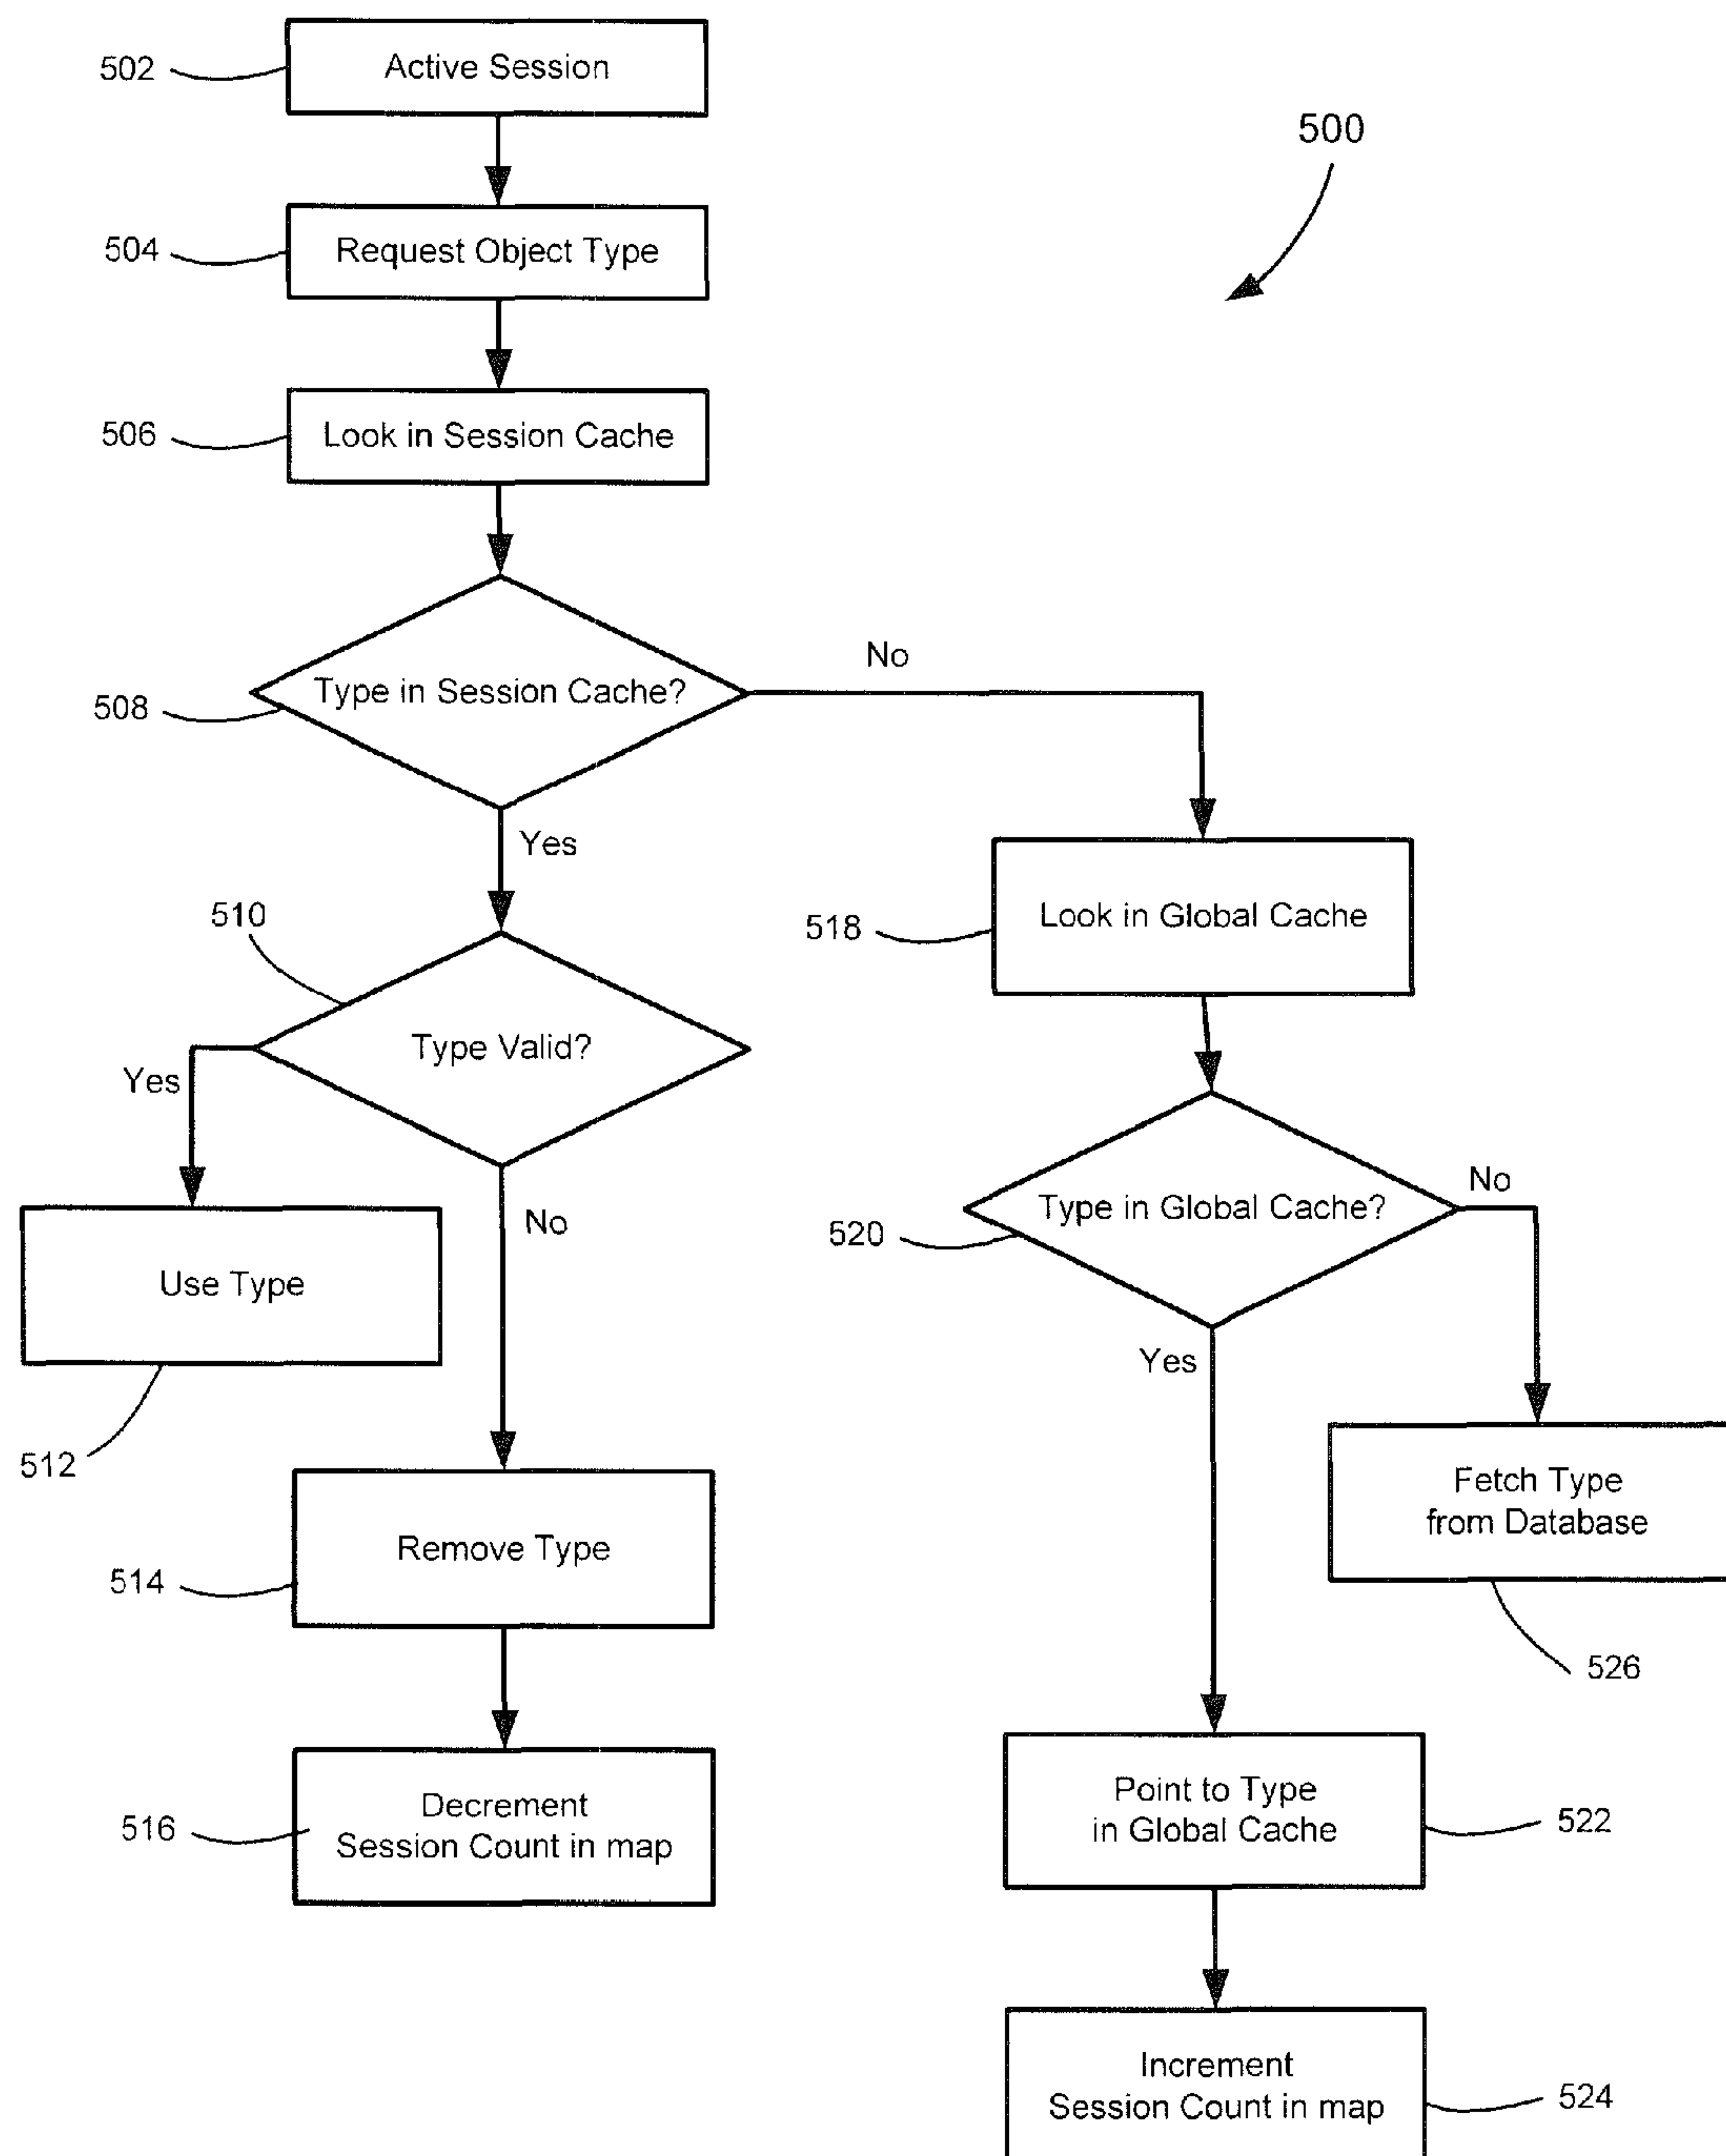 502
Active Session
500
504
Request Object Type
506
Look in Session Cache
No
508
Type in Session Cache?
Yes
510
518
Look in Global Cache
Type Valid?
Yes
No
No
520
Type in Global Cache?
Use Type
Yes
512
Fetch Type
from Database
514
Remove Type
526
516
Decrement
Session Count in map
Point to Type
in Global Cache
522
Increment
Session Count in map
524